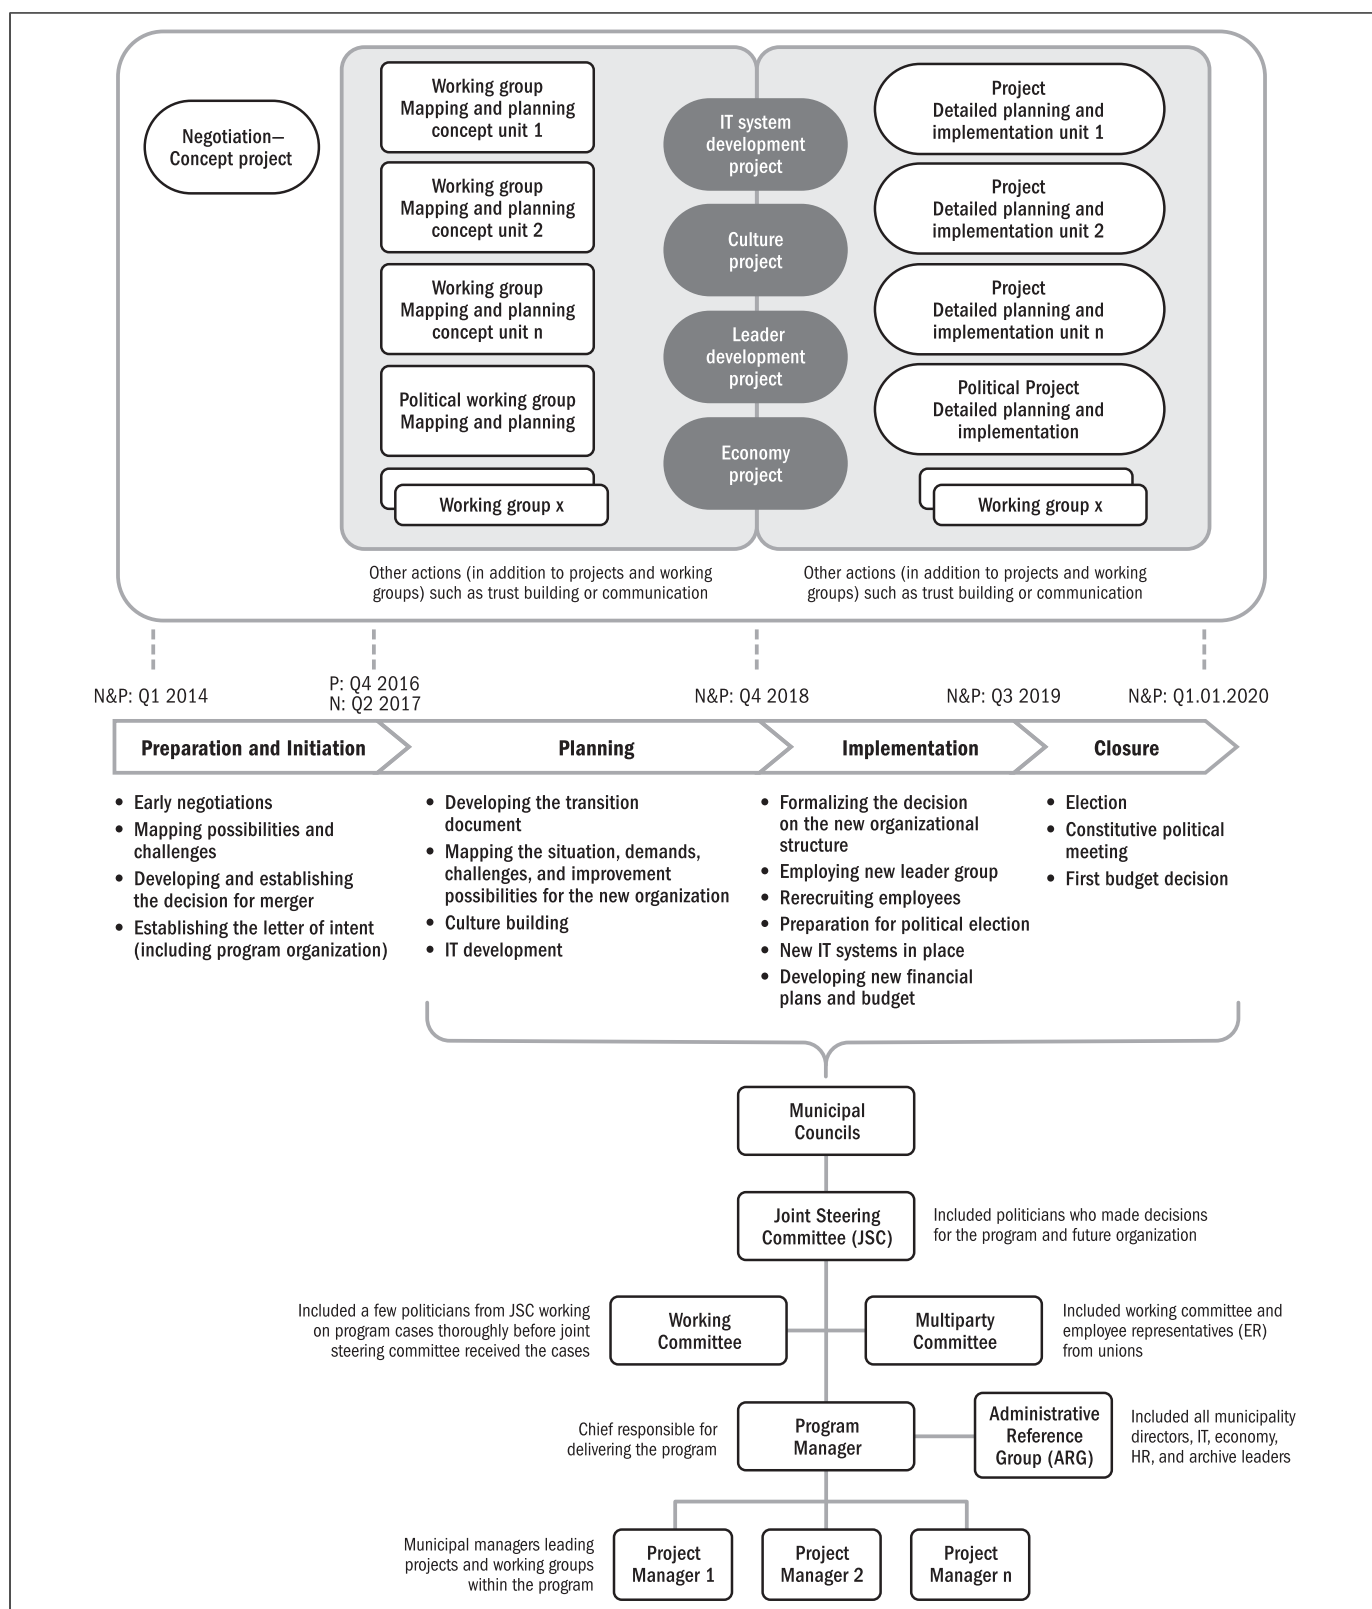 Negotiation—
Concept project
Working group
Mapping and planning
concept unit 1
Working group
Mapping and planning
concept unit 2
Working group
Mapping and planning
concept unit n
Political working group
Mapping and planning
Working group x
IT system
development
project
Culture
project
Leader
development
project
Economy
project
Project
Detailed planning and
implementation unit 1
Project
Detailed planning and
implementation unit 2
Project
Detailed planning and
implementation unit n
Political Project
Detailed planning and
implementation
Working group x
Other actions (in addition to projects and working
groups) such as trust building or communication
Other actions (in addition to projects and working
groups) such as trust building or communication
N&P: Q1 2014
P: Q4 2016
N: Q2 2017
N&P: Q4 2018
N&P: Q3 2019
N&P: Q1.01.2020
Preparation and Initiation
Planning
Implementation
Closure
• Early negotiations
• Mapping possibilities and
challenges
• Developing and establishing
the decision for merger
• Establishing the letter of intent
(including program organization)
• Developing the transition
document
• Mapping the situation, demands,
challenges, and improvement
possibilities for the new organization
• Culture building
• IT development
• Formalizing the decision
on the new organizational
structure
• Employing new leader group
• Rerecruiting employees
• Preparation for political election
• New IT systems in place
• Developing new financial
plans and budget
• Election
• Constitutive political
meeting
• First budget decision
Municipal
Councils
Joint Steering
Committee (JSC)
Included politicians who made decisions
for the program and future organization
Included a few politicians from JSC working
on program cases thoroughly before joint
steering committee received the cases
Working
Committee
Multiparty
Committee
Included working committee and
employee representatives (ER)
from unions
Chief responsible for
delivering the program
Program
Manager
Administrative
Reference
Group (ARG)
Included all municipality
directors, IT, economy,
HR, and archive leaders
Municipal managers leading
projects and working groups
within the program
Project
Manager 1
Project
Manager 2
Project
Manager n